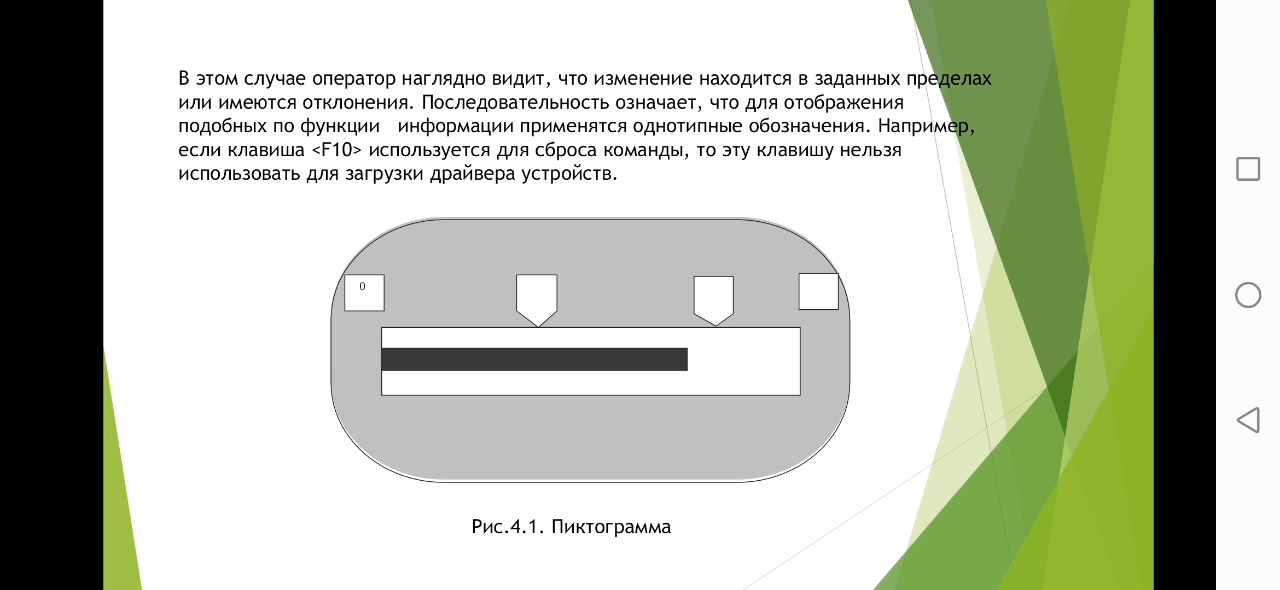 В этом случае оператор наглядно видит, что изменение находится в заданных пределах
или имеются отклонения. Последовательность означает, что для отображения
подобных по функции информации применятся однотипные обозначения. Например,
если клавиша <F10> используется для сброса команды, то эту клавишу нельзя
использовать для загрузки драйвера устройств.
0
Рис.4.1. Пиктограмма